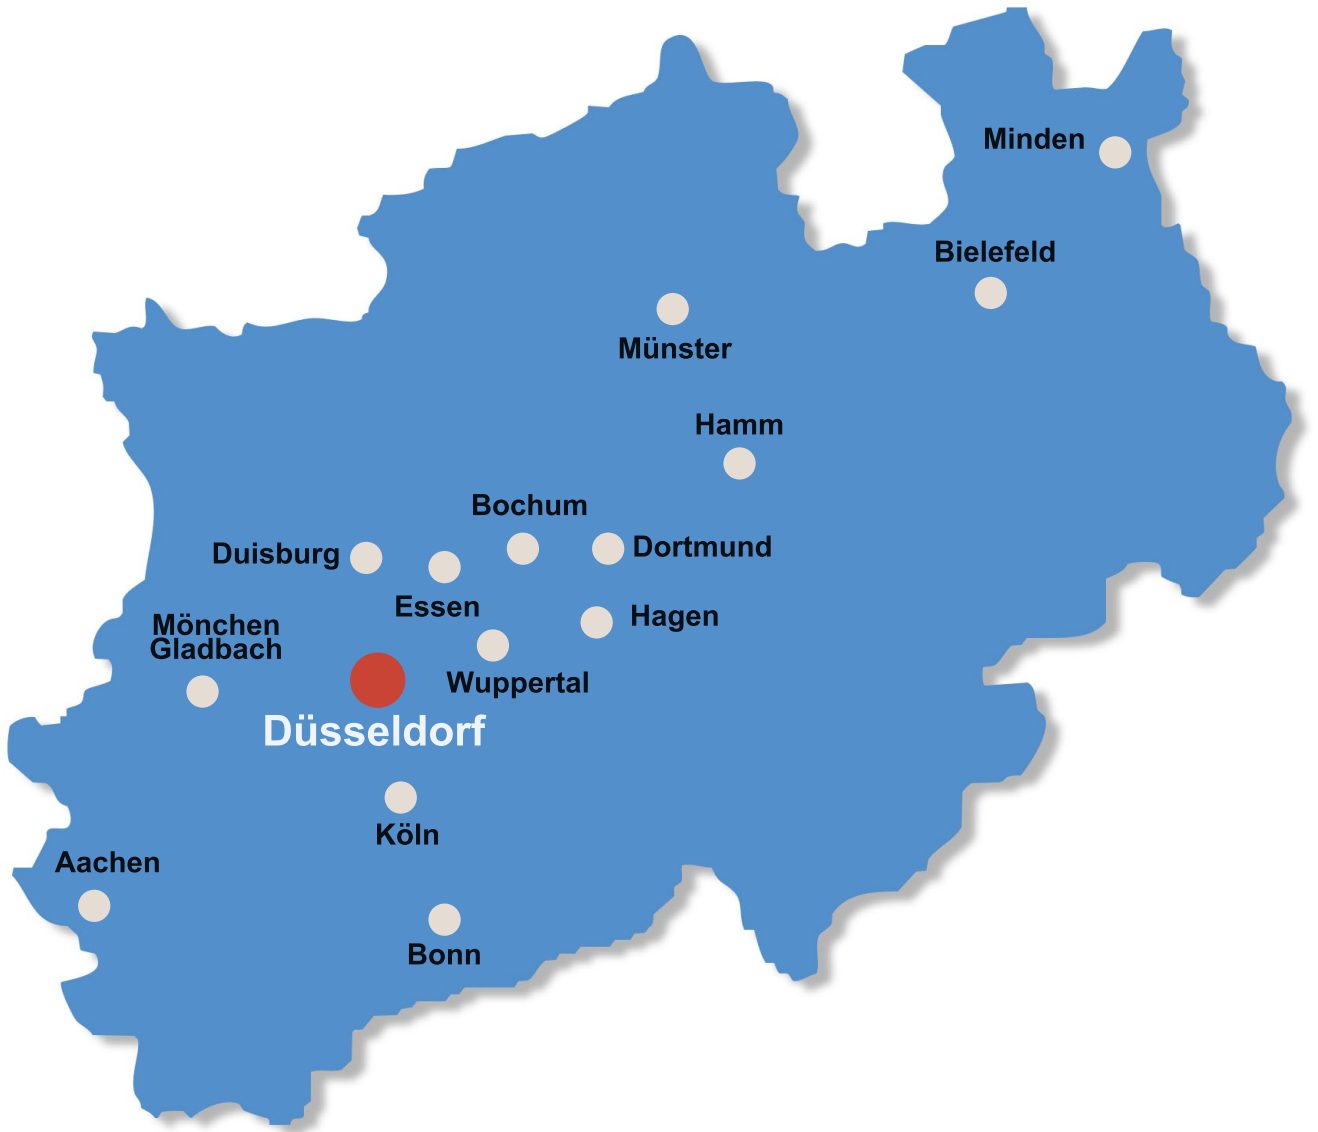 Minden
Bielefeld
Münster
Hamm
Bochum
Duisburg
Dortmund
Essen
Hagen
Mönchen
Gladbach
Wuppertal
Düsseldorf
Köln
Aachen
Bonn